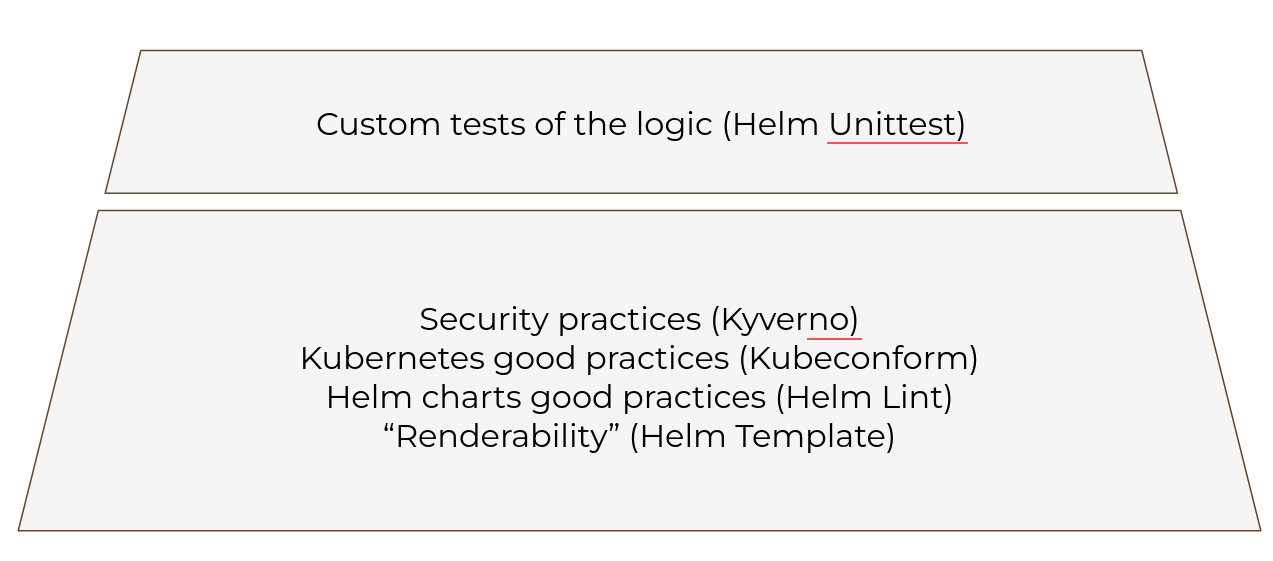 Custom tests of the logic (Helm Unittest)
Security practices (Kyverno)
Kubernetes good practices (Kubeconform)
Helm charts good practices (Helm Lint)
“Renderability” (Helm Template)